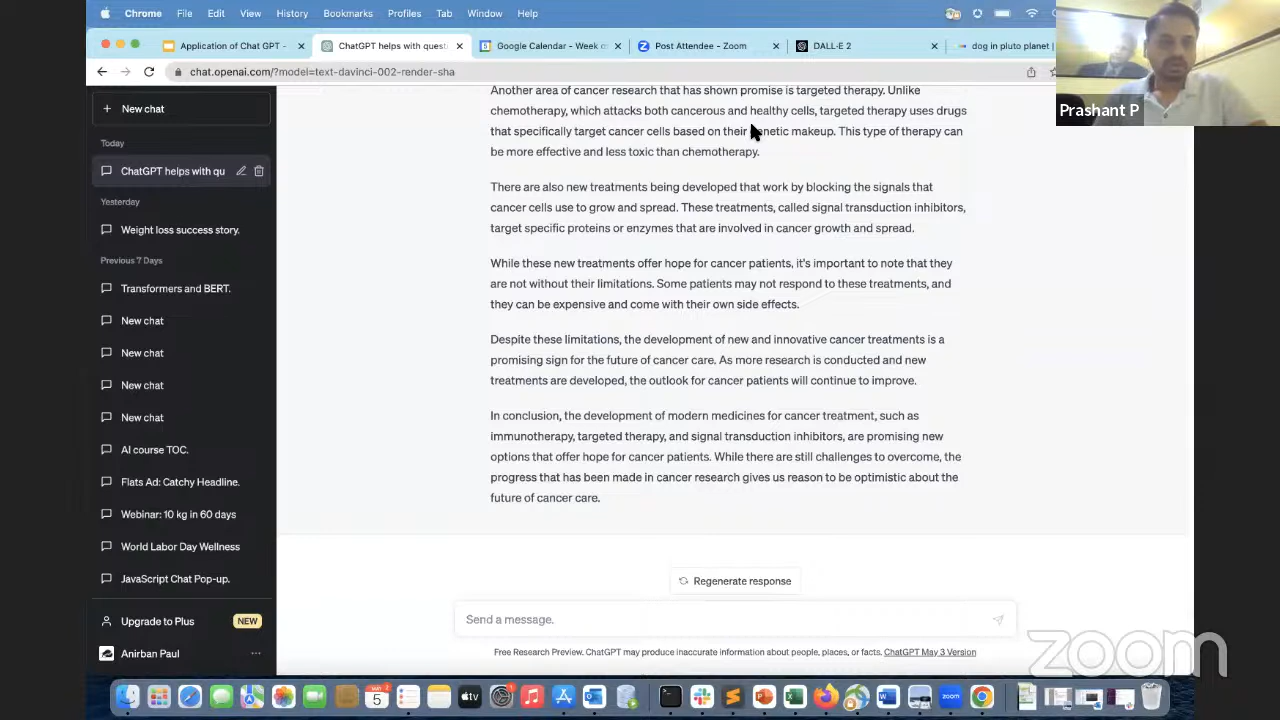 Chrome File Edit View History Bookmarks Profiles Tab Window Help
Application of Chat GPT - × ChatGPT helps with quest × Google Calendar - Week o × Post Attendee - Zoom × DALL·E 2 × dog in pluto planet
chat.openai.com/?model=text-davinci-002-render-sha
Prashant P
+ New chat
Today
ChatGPT helps with qu
Yesterday
Weight loss success story.
Previous 7 Days
Transformers and BERT.
New chat
New chat
New chat
New chat
AI course TOC.
Flats Ad: Catchy Headline.
Webinar: 10 kg in 60 days
World Labor Day Wellness
JavaScript Chat Pop-up.
Upgrade to Plus NEW
Anirban Paul ...
Another area of cancer research that has shown promise is targeted therapy. Unlike
chemotherapy, which attacks both cancerous and healthy cells, targeted therapy uses drugs
that specifically target cancer cells based on their genetic makeup. This type of therapy can
be more effective and less toxic than chemotherapy.
There are also new treatments being developed that work by blocking the signals that
cancer cells use to grow and spread. These treatments, called signal transduction inhibitors,
target specific proteins or enzymes that are involved in cancer growth and spread.
While these new treatments offer hope for cancer patients, it's important to note that they
are not without their limitations. Some patients may not respond to these treatments, and
they can be expensive and come with their own side effects.
Despite these limitations, the development of new and innovative cancer treatments is a
promising sign for the future of cancer care. As more research is conducted and new
treatments are developed, the outlook for cancer patients will continue to improve.
In conclusion, the development of modern medicines for cancer treatment, such as
immunotherapy, targeted therapy, and signal transduction inhibitors, are promising new
options that offer hope for cancer patients. While there are still challenges to overcome, the
progress that has been made in cancer research gives us reason to be optimistic about the
future of cancer care.
Regenerate response
Send a message.
Free Research Preview. ChatGPT may produce inaccurate information about people, places, or facts. ChatGPT May 3 Version
zoom
5
tv
zoom